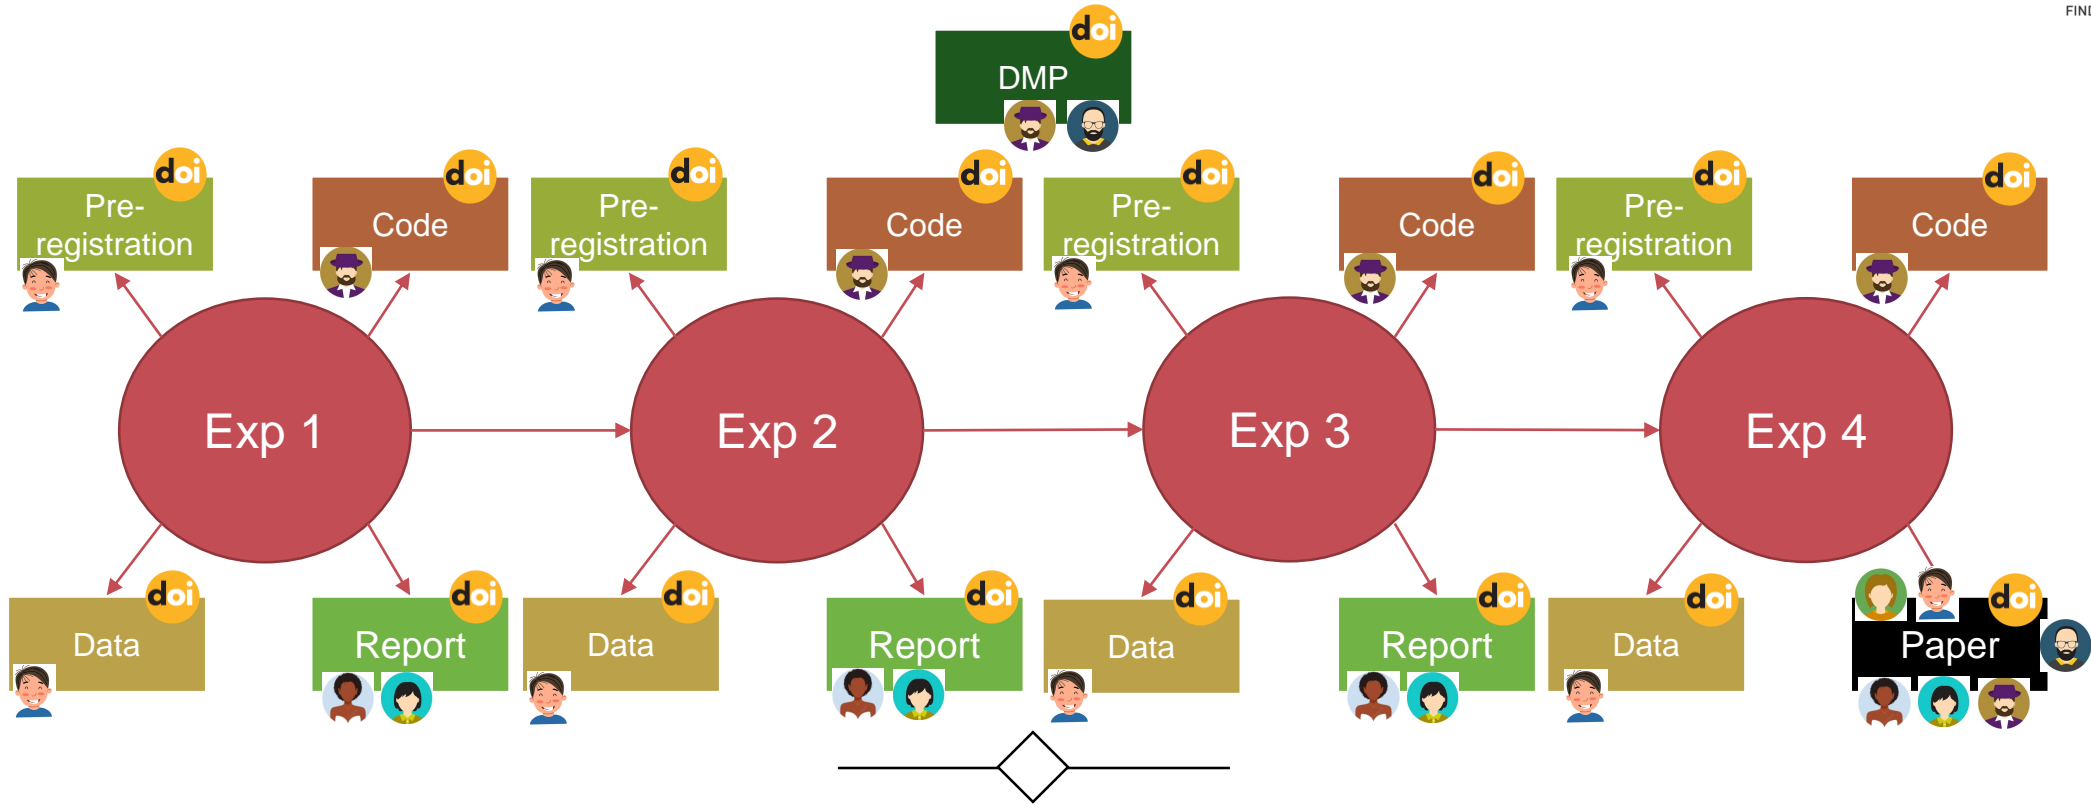 FIND
doi
DMP
doi
Pre-
registration
doi
Code
doi
Pre-
registration
doi
Code
doi
Pre-
registration
doi
Code
doi
Pre-
registration
doi
Code
Exp 1
Exp 2
Exp 3
Exp 4
doi
Data
doi
Report
doi
Data
doi
Report
doi
Data
doi
Report
doi
Data
doi
Paper